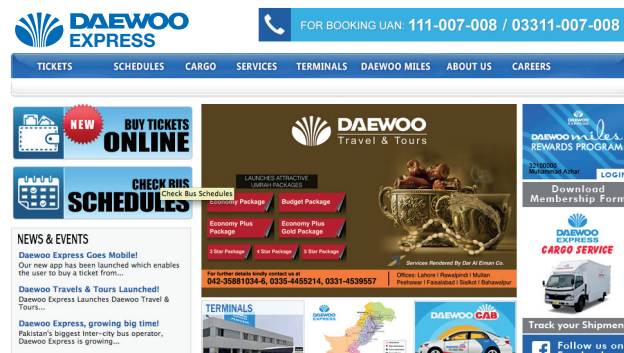 DAEWOO
EXPRESS
FOR BOOKING UAN: 111-007-008 / 03311-007-008
TICKETS SCHEDULES CARGO SERVICES TERMINALS DAEWOO MILES ABOUT US CAREERS
NEW
BUY TICKETS
ONLINE
CHECK BUS
SCHEDULES
Check Bus Schedules
NEWS & EVENTS
Daewoo Express Goes Mobile!
Our new app has been launched which enables
the user to buy a ticket from...
Daewoo Travels & Tours Launched!
Daewoo Express Launches Daewoo Travel &
Tours...
Daewoo Express, growing big time!
Pakistan's biggest Inter-city bus operator,
Daewoo Express is growing...
DAEWOO
Travel & Tours
LAUNCHES ATTRACTIVE
UMRAH PACKAGES
Economy Package
Budget Package
Economy Plus
Package
Economy Plus
Gold Package
3 Star Package
4 Star Package
5 Star Package
Services Rendered By Dar Al Eiman Co.
For further details kindly contact us at
042-35881034-6, 0335-4455214, 0331-4539557
Offices: Lahore | Rawalpindi | Multan
Peshawar | Faisalabad | Sialkot | Bahawalpur
TERMINALS
DAEWOO
EXPRESS
DAEWOO CAB
DAEWOO
DAEWOO miles
REWARDS PROGRAM
32100000
Muhammad Azhar
LOGIN
Download
Membership Form
DAEWOO
EXPRESS
CARGO SERVICE
Track your Shipmen
Follow us on